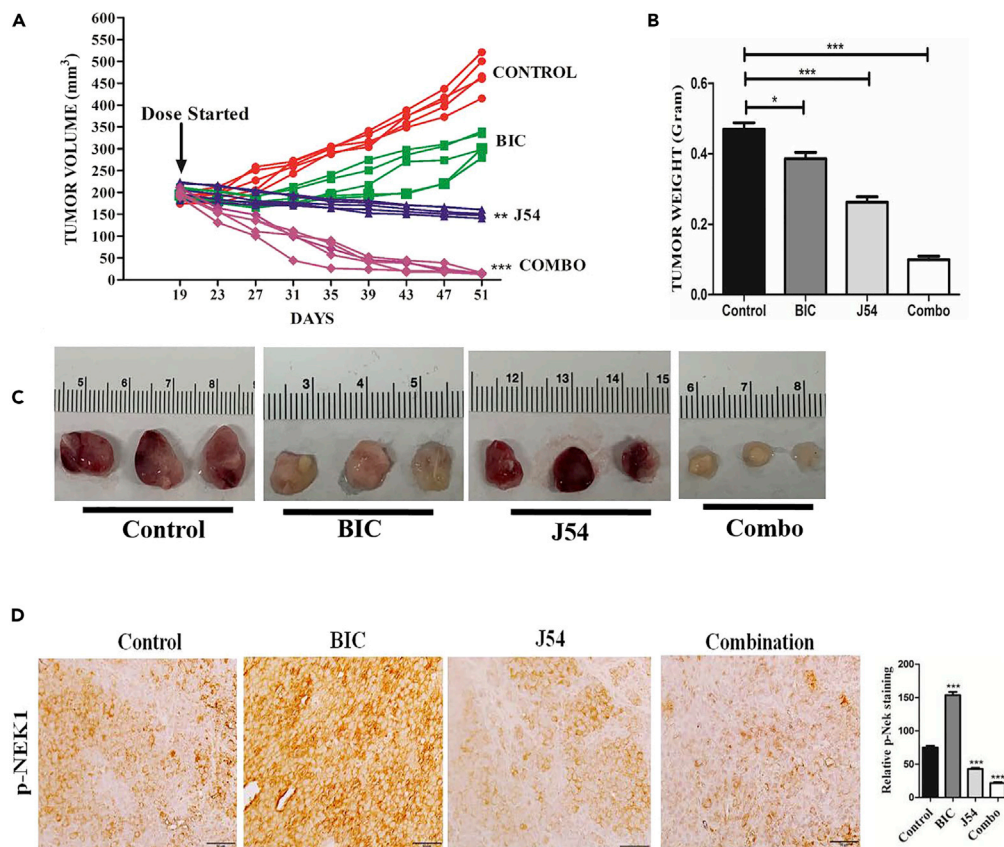 A
600
550
500
450
400
350
300
250
200
150
100
50
0
TUMOR VOLUME (mm³)
Dose Started
CONTROL
BIC
** J54
*** COMBO
19 23 27 31 35 39 43 47 51
DAYS
B
***
***
*
0.6
0.4
0.2
0.0
TUMOR WEIGHT (Gram)
Control BIC J54 Combo
C
5 6 7 8
3 4 5
12 13 14 15
6 7 8
Control BIC J54 Combo
D
Control BIC J54 Combination
p-NEK1
200
150
100
50
0
Relative p-Nek staining
***
***
***
Control BIC J54 Combo